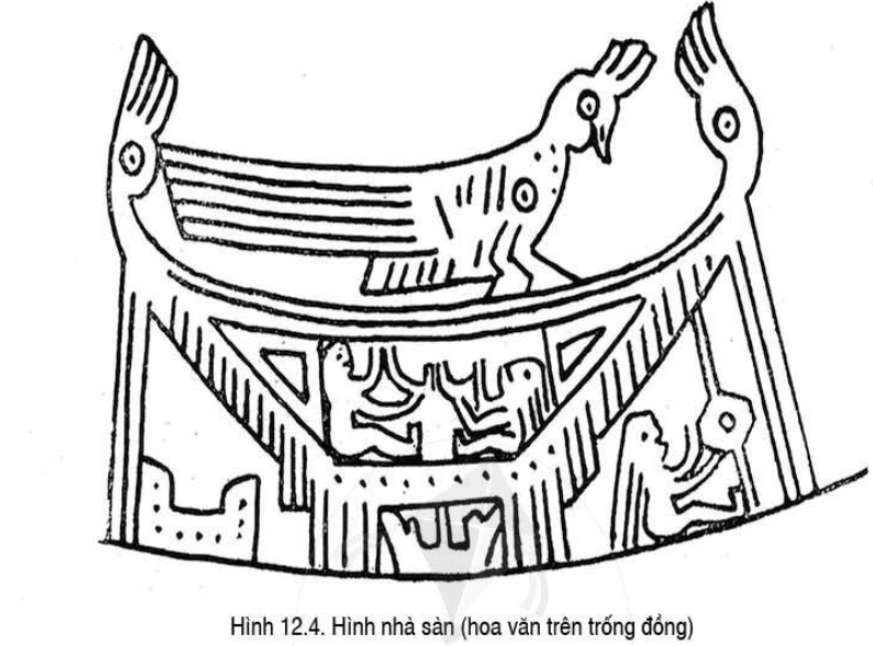 Hình 12.4. Hình nhà sàn (hoa văn trên trống đồng)